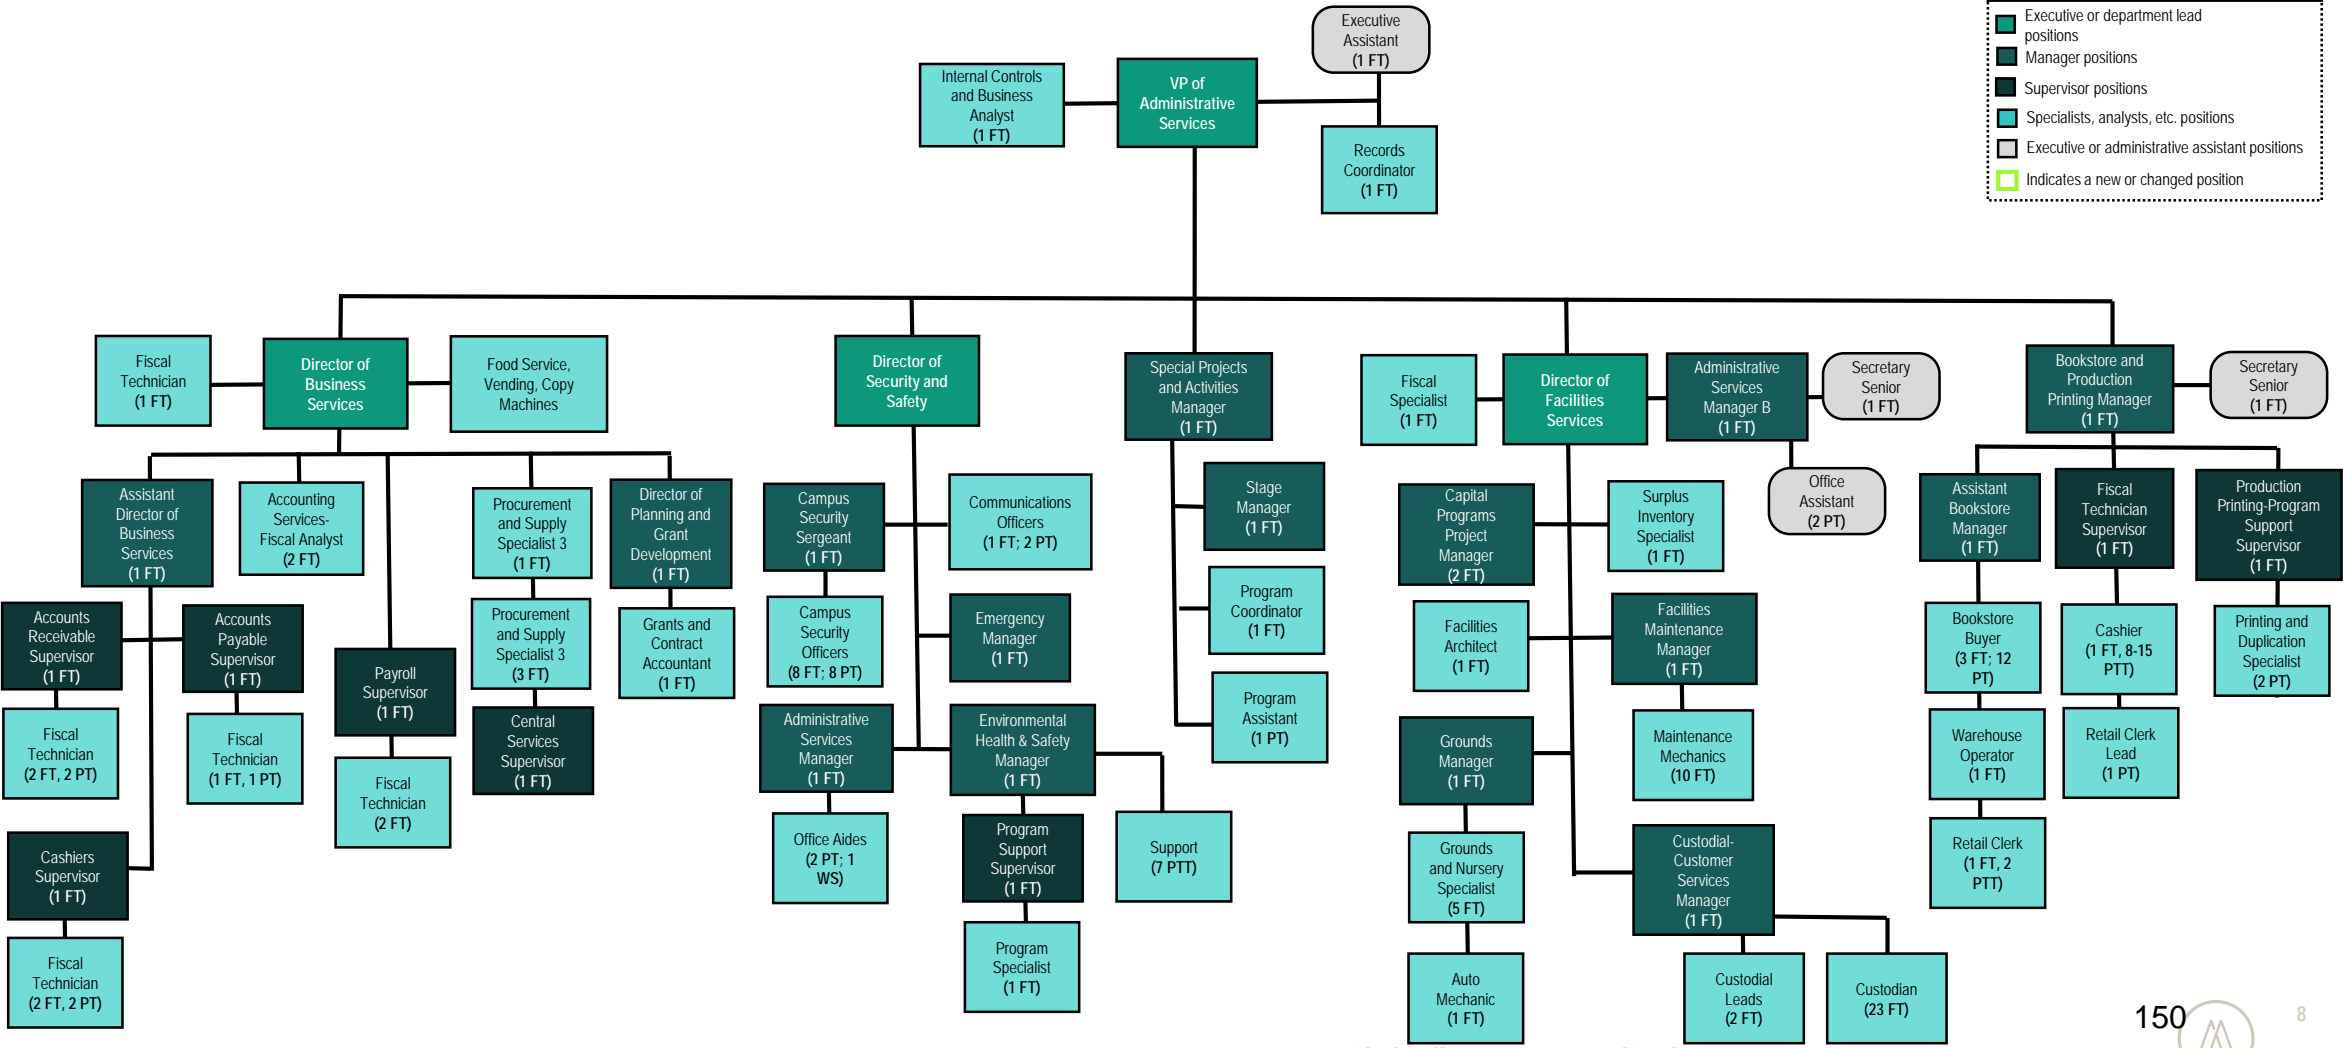 Executive
Assistant
(1 FT)
Internal Controls
and Business
Analyst
(1 FT)
VP of
Administrative
Services
Records
Coordinator
(1 FT)
Executive or department lead
positions
Manager positions
Supervisor positions
Specialists, analysts, etc. positions
Executive or administrative assistant positions
Indicates a new or changed position
Fiscal
Technician
(1 FT)
Director of
Business
Services
Food Service,
Vending, Copy
Machines
Director of
Security and
Safety
Special Projects
and Activities
Manager
(1 FT)
Fiscal
Specialist
(1 FT)
Director of
Facilities
Services
Administrative
Services
Manager B
(1 FT)
Secretary
Senior
(1 FT)
Office
Assistant
(2 PT)
Bookstore and
Production
Printing Manager
(1 FT)
Secretary
Senior
(1 FT)
Assistant
Director of
Business
Services
(1 FT)
Accounting
Services-
Fiscal Analyst
(2 FT)
Procurement
and Supply
Specialist 3
(1 FT)
Director of
Planning and
Grant
Development
(1 FT)
Accounts
Receivable
Supervisor
(1 FT)
Accounts
Payable
Supervisor
(1 FT)
Payroll
Supervisor
(1 FT)
Procurement
and Supply
Specialist 3
(3 FT)
Grants and
Contract
Accountant
(1 FT)
Fiscal
Technician
(2 FT, 2 PT)
Fiscal
Technician
(1 FT, 1 PT)
Fiscal
Technician
(2 FT)
Central
Services
Supervisor
(1 FT)
Cashiers
Supervisor
(1 FT)
Fiscal
Technician
(2 FT, 2 PT)
Campus
Security
Sergeant
(1 FT)
Communications
Officers
(1 FT; 2 PT)
Campus
Security
Officers
(8 FT; 8 PT)
Emergency
Manager
(1 FT)
Administrative
Services
Manager
(1 FT)
Environmental
Health & Safety
Manager
(1 FT)
Office Aides
(2 PT; 1
WS)
Program
Support
Supervisor
(1 FT)
Support
(7 PTT)
Program
Specialist
(1 FT)
Stage
Manager
(1 FT)
Program
Coordinator
(1 FT)
Program
Assistant
(1 PT)
Capital
Programs
Project
Manager
(2 FT)
Surplus
Inventory
Specialist
(1 FT)
Facilities
Architect
(1 FT)
Facilities
Maintenance
Manager
(1 FT)
Grounds
Manager
(1 FT)
Maintenance
Mechanics
(10 FT)
Grounds
and Nursery
Specialist
(5 FT)
Custodial-
Customer
Services
Manager
(1 FT)
Auto
Mechanic
(1 FT)
Custodial
Leads
(2 FT)
Custodian
(23 FT)
Assistant
Bookstore
Manager
(1 FT)
Fiscal
Technician
Supervisor
(1 FT)
Production
Printing-Program
Support
Supervisor
(1 FT)
Bookstore
Buyer
(3 FT; 12
PT)
Cashier
(1 FT, 8-15
PTT)
Printing and
Duplication
Specialist
(2 PT)
Warehouse
Operator
(1 FT)
Retail Clerk
Lead
(1 PT)
Retail Clerk
(1 FT, 2
PTT)
150
8